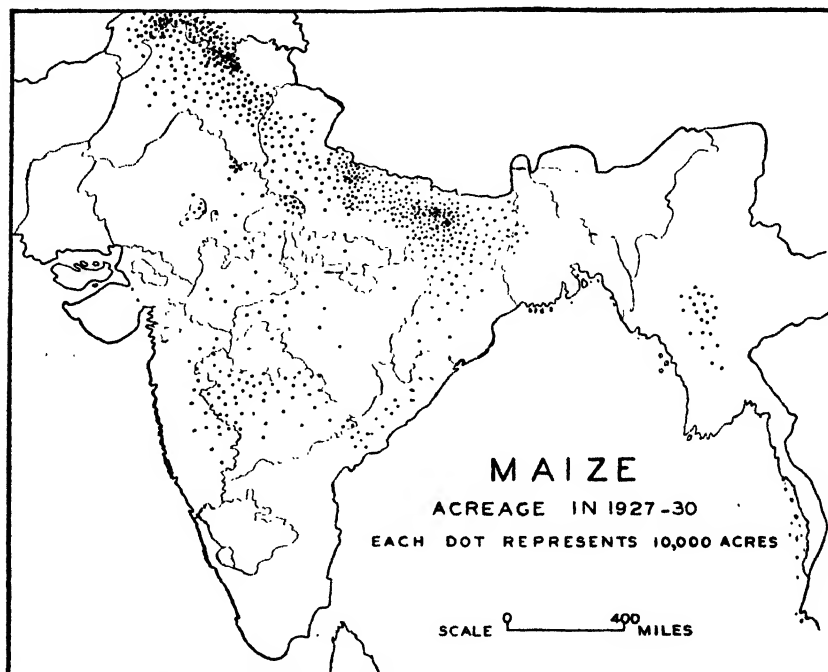 MAIZE
ACREAGE IN 1927-30
EACH DOT REPRESENTS 10,000 ACRES
0 400
SCALE MILES